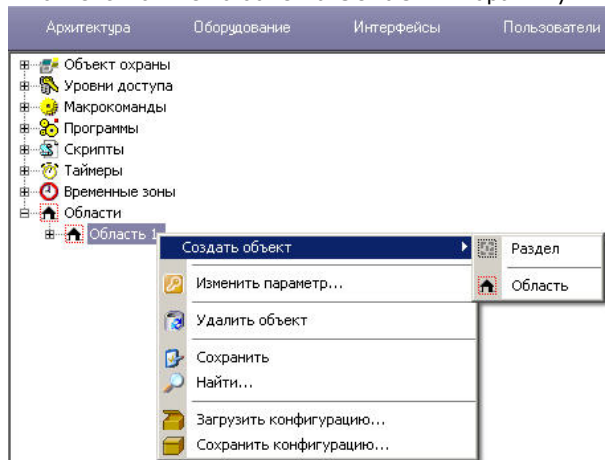 Архитектура Оборудование Интерфейсы Пользователи
Объект охраны
Уровни доступа
Макрокоманды
Программы
Скрипты
Таймеры
Временные зоны
Области
Область 1
Создать объект
Раздел
Изменить параметр...
Область
Удалить объект
Сохранить
Найти...
Загрузить конфигурацию...
Сохранить конфигурацию...